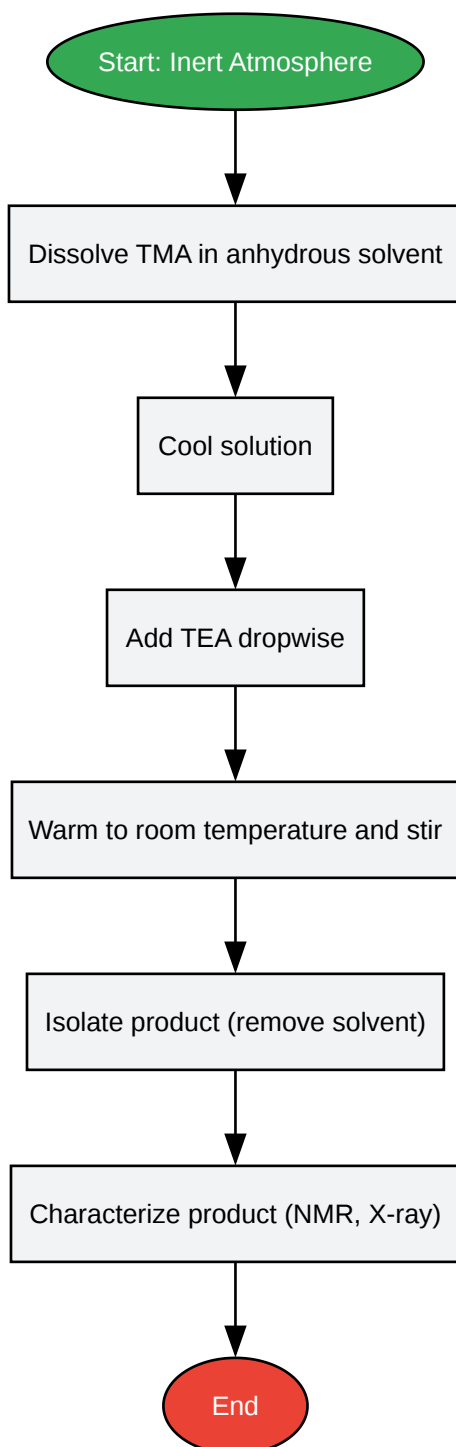 Start: Inert Atmosphere
Dissolve TMA in anhydrous solvent
Cool solution
Add TEA dropwise
Warm to room temperature and stir
Isolate product (remove solvent)
Characterize product (NMR, X-ray)
End